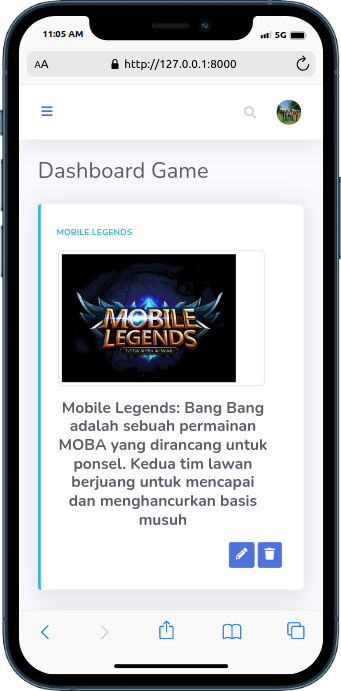 11:05 AM
5G
AA
http://127.0.0.1:8000
Dashboard Game
MOBILE LEGENDS
MOBILE
LEGENDS
Mobile Legends: Bang Bang
adalah sebuah permainan
MOBA yang dirancang untuk
ponsel. Kedua tim lawan
berjuang untuk mencapai
dan menghancurkan basis
musuh